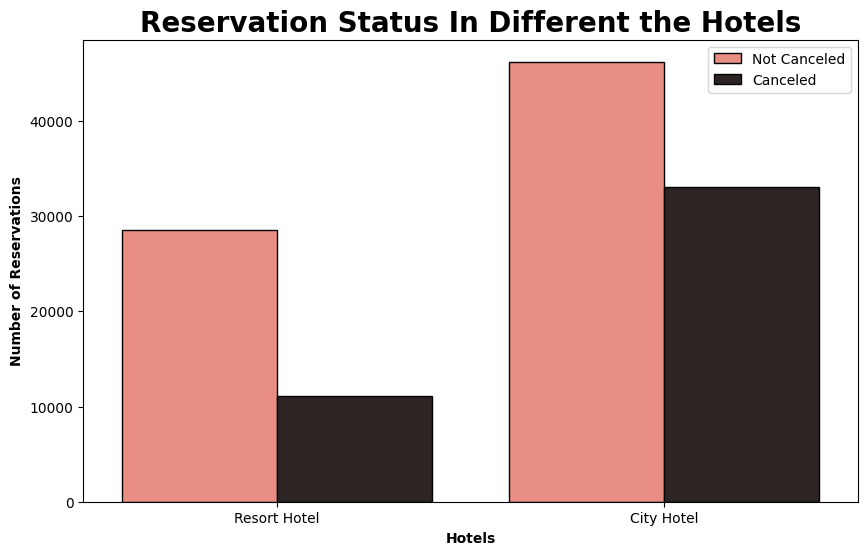 Reservation Status In Different the Hotels
Not Canceled
Canceled
Number of Reservations
40000
30000
20000
10000
0
Resort Hotel
City Hotel
Hotels